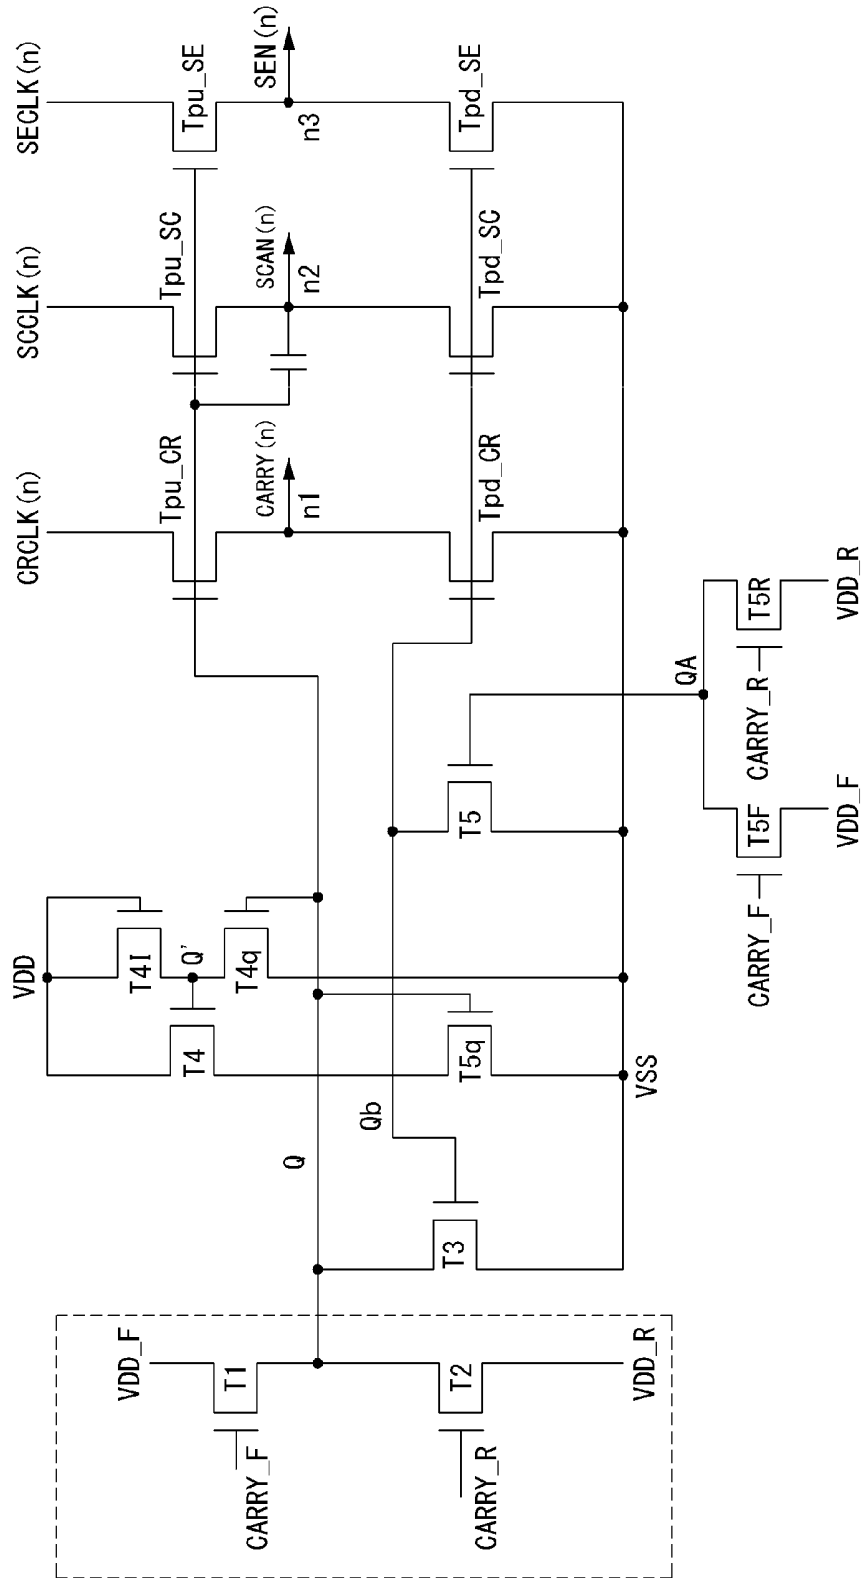 SECLK(n)
Tpu_SE
SEN(n)
n3
Tpd_SE
SCCLK(n)
Tpu_SC
SCAN(n)
n2
Tpd_SC
CRCLK(n)
Tpu_CR
CARRY(n)
n1
Tpd_CR
QA
T5R
CARRY_R
VDD_R
T5
T5F
CARRY_F
VDD_F
VDD
T4I
Q'
T4q
T4
T5q
VSS
Qb
Q
T3
VDD_F
T1
CARRY_F
T2
CARRY_R
VDD_R